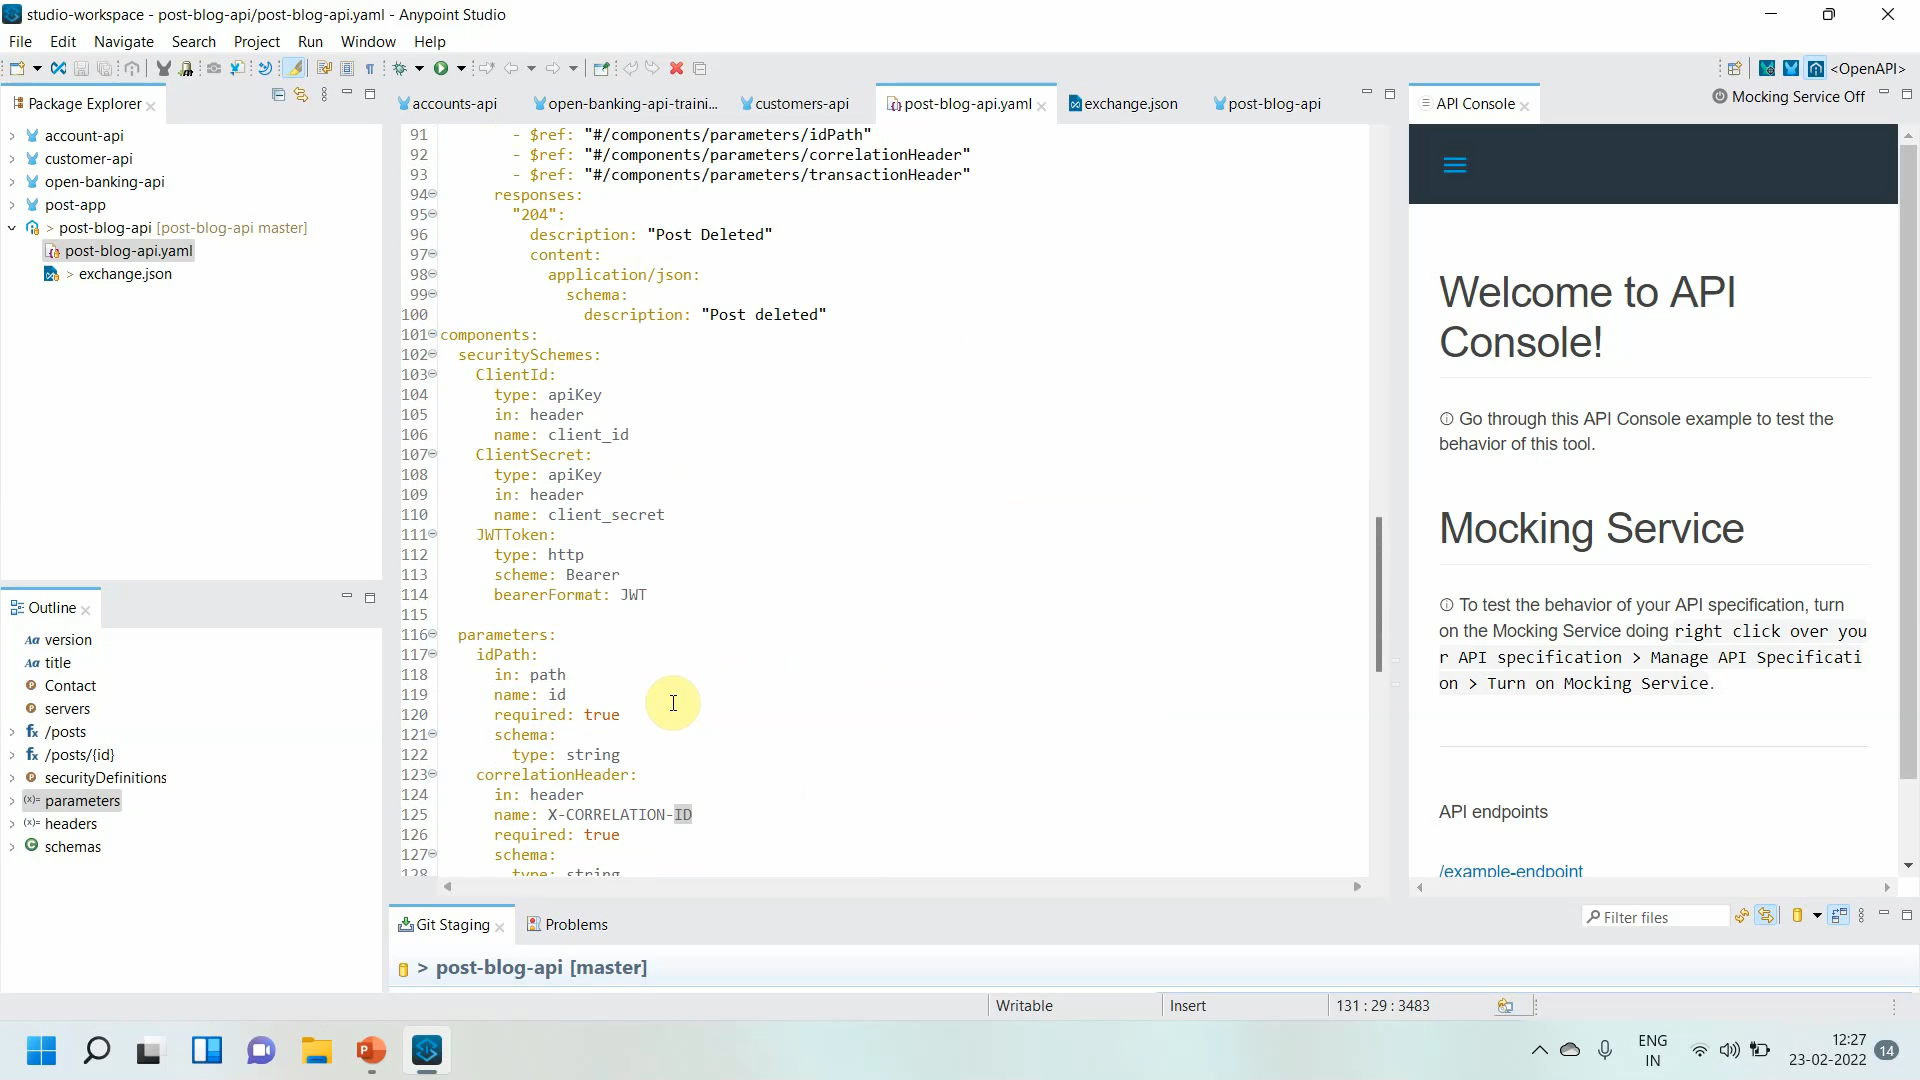 studio-workspace - post-blog-api/post-blog-api.yaml - Anypoint Studio
File Edit Navigate Search Project Run Window Help
<OpenAPI>
Package Explorer
accounts-api
open-banking-api-traini...
customers-api
post-blog-api.yaml
exchange.json
post-blog-api
API Console
Mocking Service Off
account-api
customer-api
open-banking-api
post-app
> post-blog-api [post-blog-api master]
post-blog-api.yaml
> exchange.json
91 - $ref: "#/components/parameters/idPath"
92 - $ref: "#/components/parameters/correlationHeader"
93 - $ref: "#/components/parameters/transactionHeader"
94 responses:
95 "204":
96 description: "Post Deleted"
97 content:
98 application/json:
99 schema:
100 description: "Post deleted"
101 components:
102 securitySchemes:
103 ClientId:
104 type: apiKey
105 in: header
106 name: client_id
107 ClientSecret:
108 type: apiKey
109 in: header
110 name: client_secret
111 JWTToken:
112 type: http
113 scheme: Bearer
114 bearerFormat: JWT
115
116 parameters:
117 idPath:
118 in: path
119 name: id
120 required: true
121 schema:
122 type: string
123 correlationHeader:
124 in: header
125 name: X-CORRELATION-ID
126 required: true
127 schema:
128 type: string
Welcome to API
Console!
Go through this API Console example to test the
behavior of this tool.
Mocking Service
To test the behavior of your API specification, turn
on the Mocking Service doing right click over you
r API specification > Manage API Specificati
on > Turn on Mocking Service.
API endpoints
/example-endpoint
Outline
Aa version
Aa title
Contact
servers
fx /posts
fx /posts/{id}
securityDefinitions
(x)= parameters
(x)= headers
schemas
Git Staging
Problems
Filter files
> post-blog-api [master]
Writable
Insert
131 : 29 : 3483
ENG
IN
12:27
23-02-2022
14